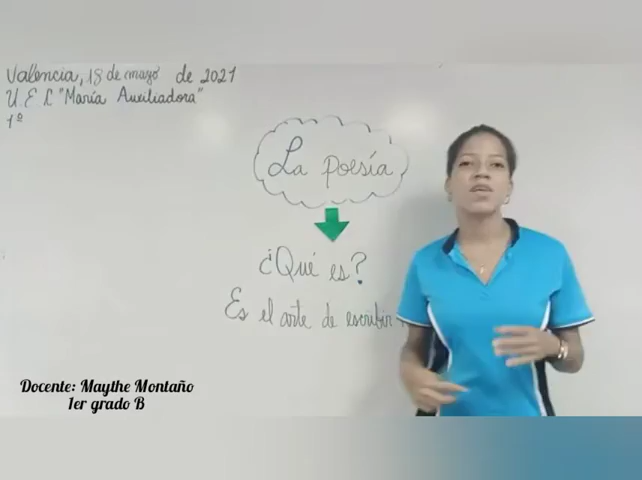 Valencia, 18 de mayo de 2021
U.E.L "María Auxiliadora"
1º
La poesía
¿Qué es?
Es el arte de escribir
Docente: Maythe Montaño
1er grado B